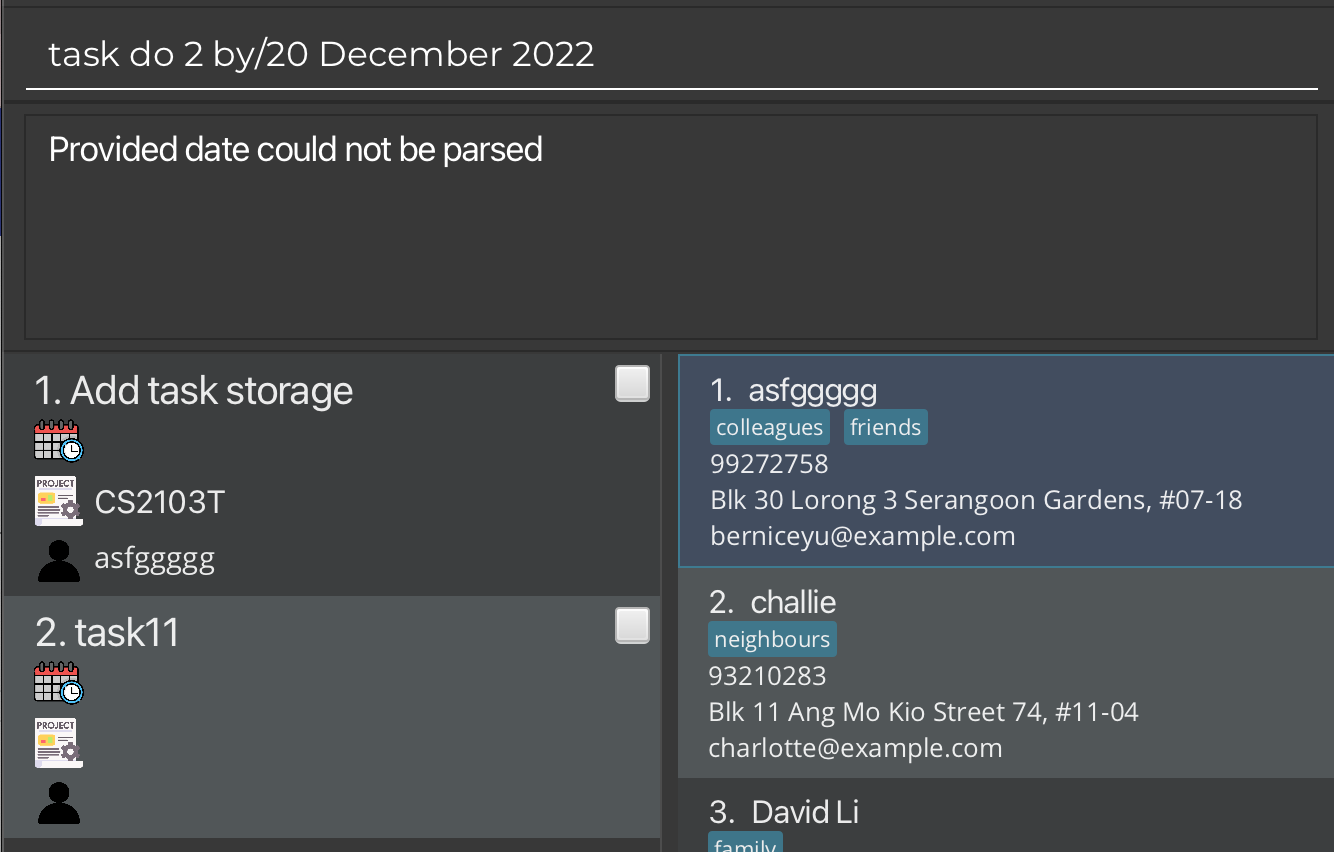 task do 2 by/20 December 2022
Provided date could not be parsed
1. Add task storage
PROJECT
CS2103T
asfggggg
2. task11
PROJECT
1. asfggggg
colleagues friends
99272758
Blk 30 Lorong 3 Serangoon Gardens, #07-18
berniceyu@example.com
2. challie
neighbours
93210283
Blk 11 Ang Mo Kio Street 74, #11-04
charlotte@example.com
3. David Li
family